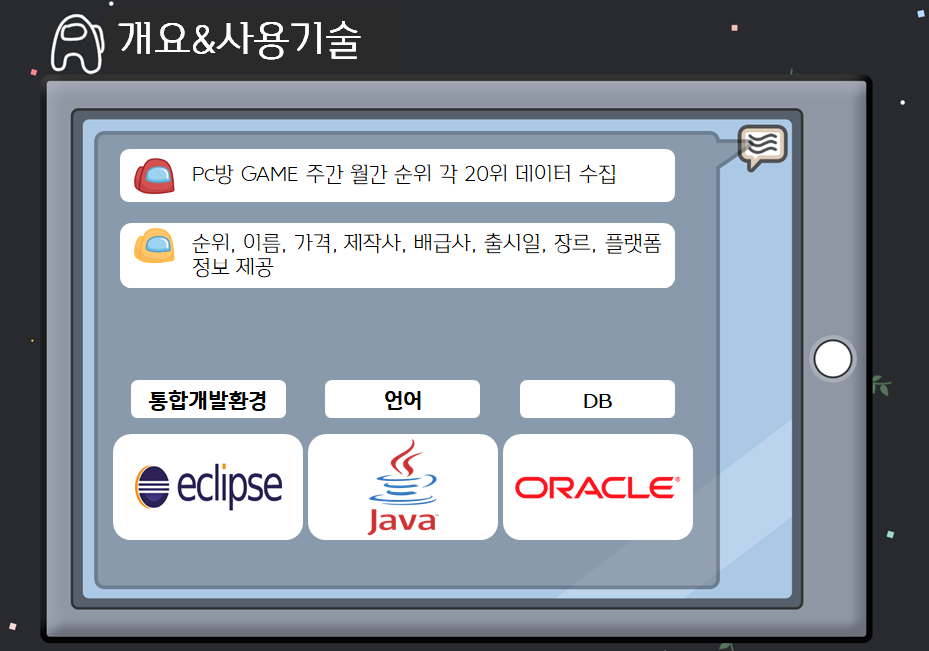 개요&사용기술
Pc방 GAME 주간 월간 순위 각 20위 데이터 수집
순위, 이름, 가격, 제작사, 배급사, 출시일, 장르, 플랫폼
정보 제공
통합개발환경
언어
DB
eclipse
Java™
ORACLE®